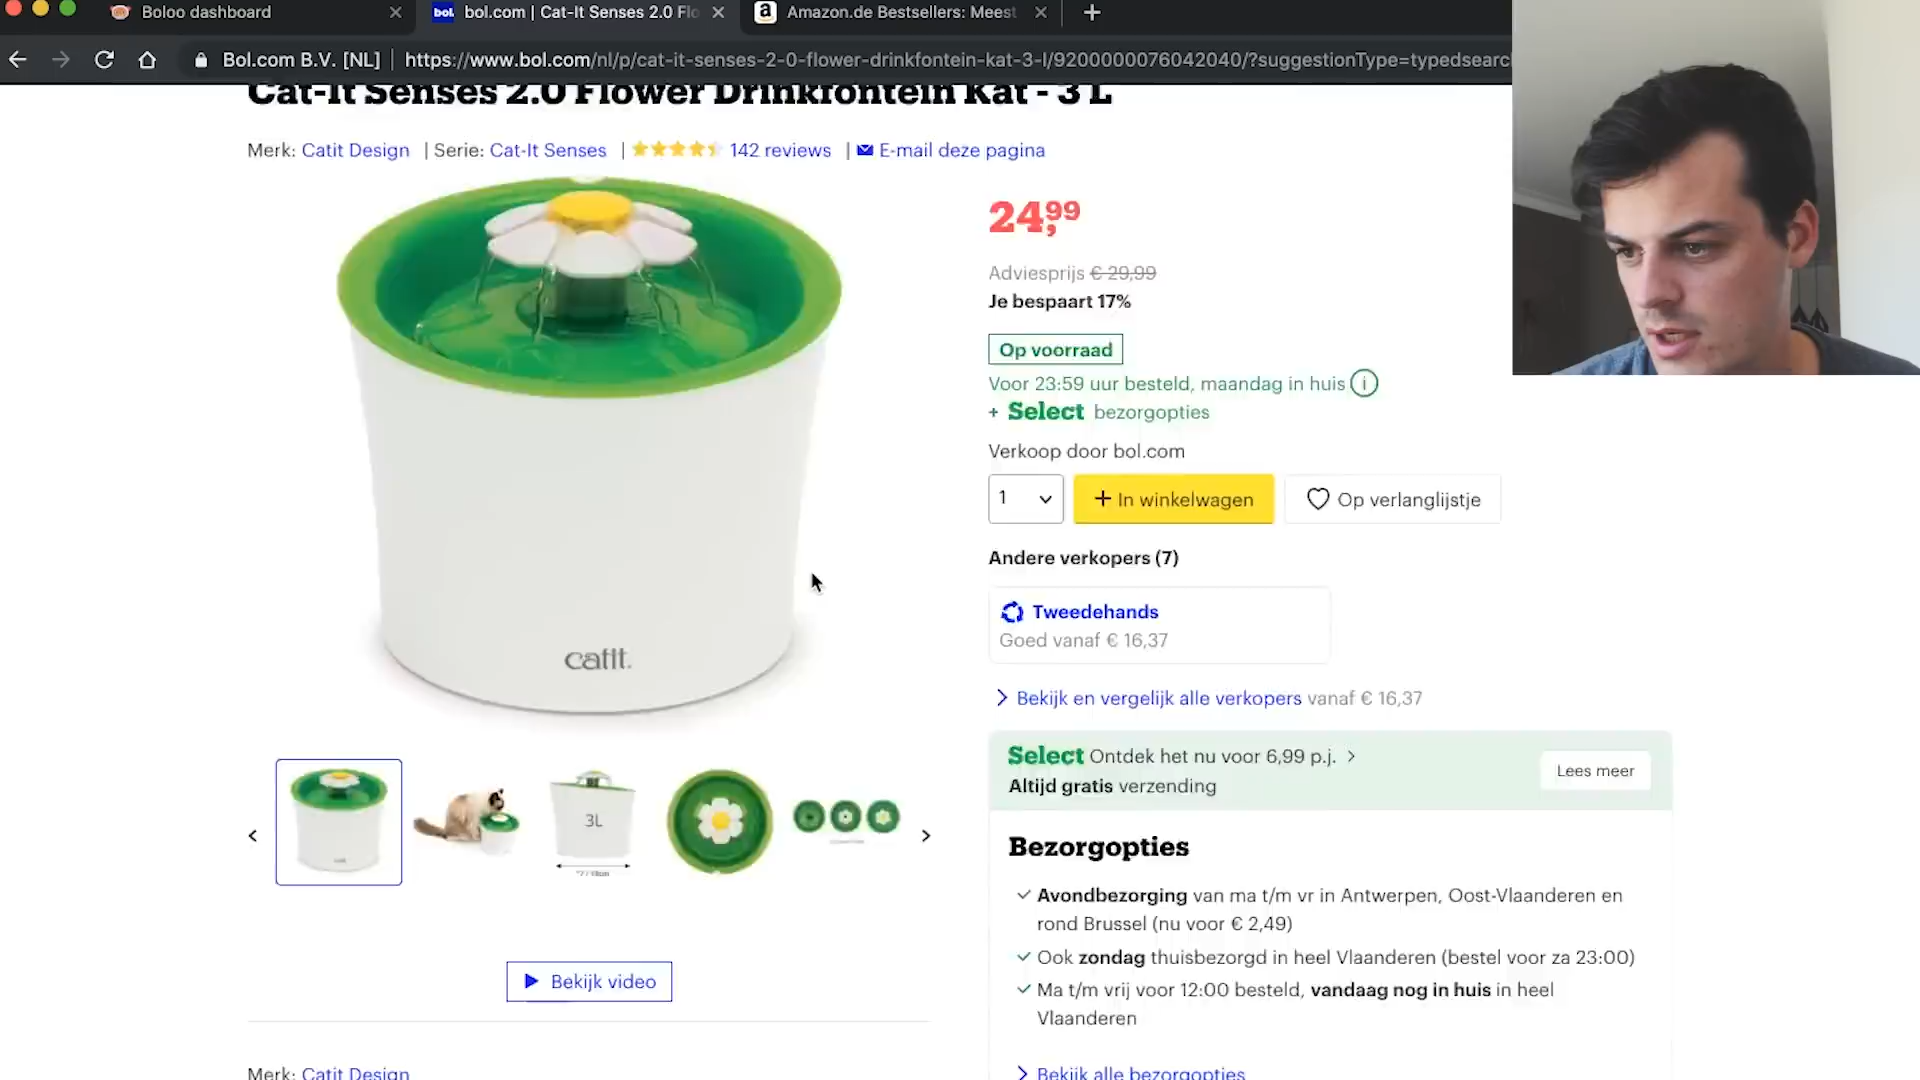 Boloo dashboard
bol.
bol.com | Cat-It Senses 2.0 Flo
Amazon.de Bestsellers: Meest
Bol.com B.V. [NL]
https://www.bol.com/nl/p/cat-it-senses-2-0-flower-drinkfontein-kat-3-l/9200000076042040/?suggestionType=typedsearc
Cat-It Senses 2.0 Flower Drinkfontein Kat - 3 L
Merk: Catit Design | Serie: Cat-It Senses | 142 reviews | E-mail deze pagina
24,99
Adviesprijs € 29,99
Je bespaart 17%
Op voorraad
Voor 23:59 uur besteld, maandag in huis
+ Select bezorgopties
Verkoop door bol.com
1
+ In winkelwagen
Op verlanglijstje
Andere verkopers (7)
Tweedehands
Goed vanaf € 16,37
Bekijk en vergelijk alle verkopers vanaf € 16,37
Select Ontdek het nu voor 6,99 p.j.
Altijd gratis verzending
Lees meer
Bezorgopties
Avondbezorging van ma t/m vr in Antwerpen, Oost-Vlaanderen en
rond Brussel (nu voor € 2,49)
Ook zondag thuisbezorgd in heel Vlaanderen (bestel voor za 23:00)
Ma t/m vrij voor 12:00 besteld, vandaag nog in huis in heel
Vlaanderen
Bekijk alle bezorgopties
catit.
3L
Bekijk video
Merk: Catit Design